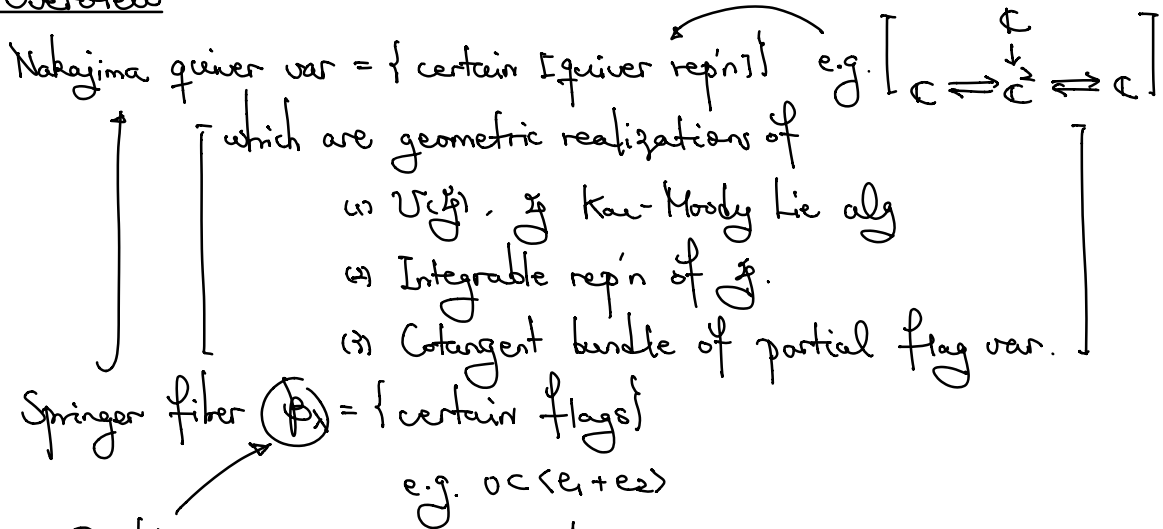 Overview
Nakajima quiver var = { certain [quiver rep'n] } e.g. [ ℂ ⇌ ℂ² ⇌ ℂ ]
ℂ
↓
which are geometric realizations of
(1) U(𝔤), 𝔤 Kac-Moody Lie alg
(2) Integrable rep'n of 𝔤.
(3) Cotangent bundle of partial flag var.
Springer fiber ℬλ = { certain flags }
e.g. 0 ⊂ <e₁ + e₂>